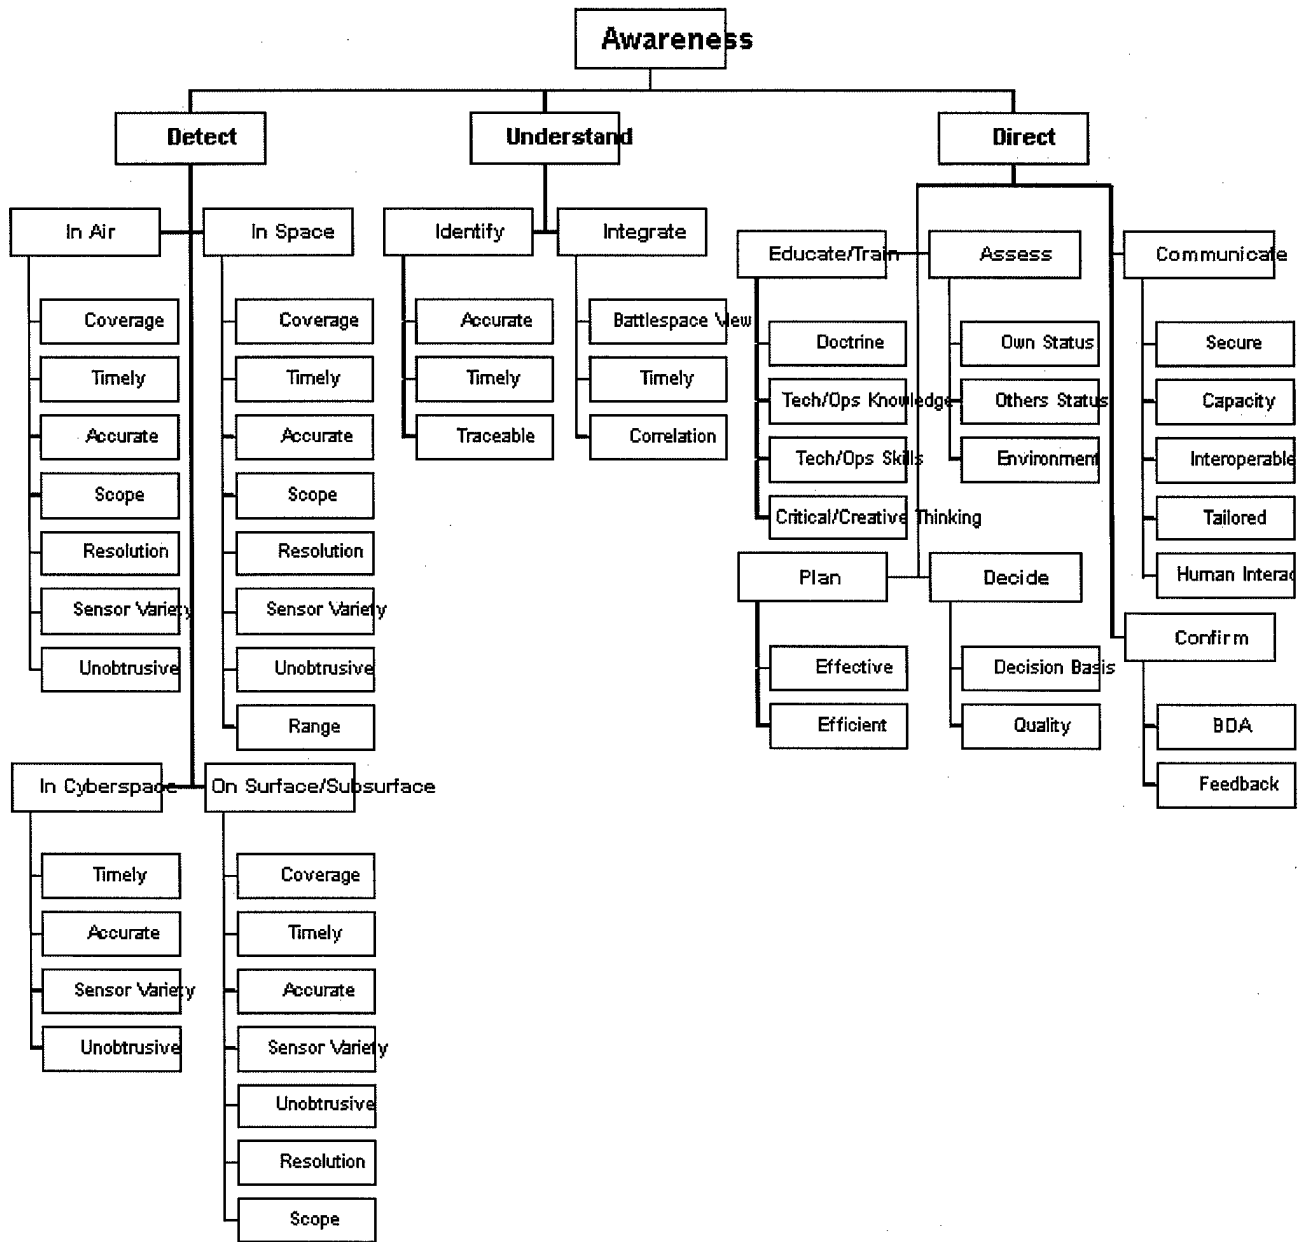 Awareness
Detect
Understand
Direct
In Air
In Space
Identify
Integrate
Educate/Train
Assess
Communicate
Coverage
Timely
Accurate
Scope
Resolution
Sensor Variety
Unobtrusive
Coverage
Timely
Accurate
Scope
Resolution
Sensor Variety
Unobtrusive
Range
Accurate
Timely
Traceable
Battlespace View
Timely
Correlation
Doctrine
Tech/Ops Knowledge
Tech/Ops Skills
Critical/Creative Thinking
Own Status
Others Status
Environment
Secure
Capacity
Interoperable
Tailored
Human Interac
Plan
Decide
Confirm
Effective
Efficient
Decision Basis
Quality
BDA
Feedback
In Cyberspace
On Surface/Subsurface
Timely
Accurate
Sensor Variety
Unobtrusive
Coverage
Timely
Accurate
Sensor Variety
Unobtrusive
Resolution
Scope